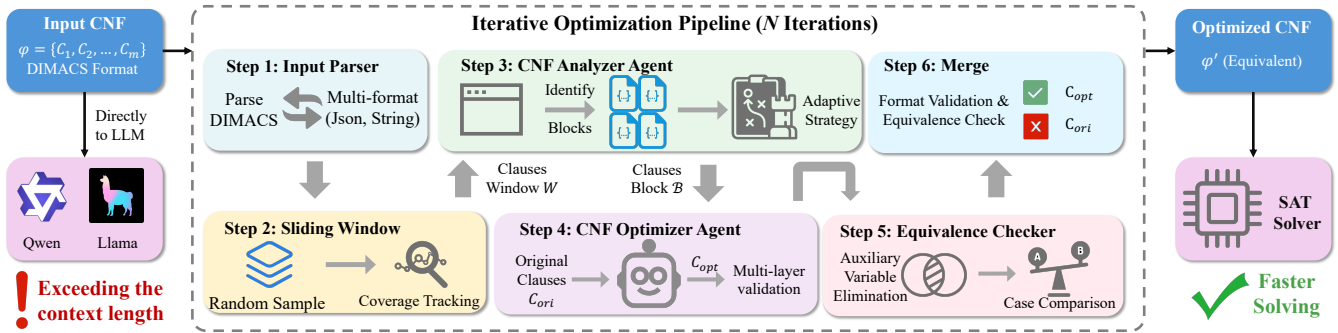 Input CNF
φ = {C₁, C₂, ..., Cₘ}
DIMACS Format
Directly
to LLM
Qwen
Llama
Exceeding the
context length
Iterative Optimization Pipeline (N Iterations)
Step 1: Input Parser
Parse
DIMACS
Multi-format
(Json, String)
Step 3: CNF Analyzer Agent
Identify
Blocks
{..}
{..}
{..}
{..}
Adaptive
Strategy
Step 6: Merge
Format Validation &
Equivalence Check
C_opt
C_ori
Clauses
Window W
Clauses
Block ℬ
Step 2: Sliding Window
Random Sample
Coverage Tracking
Step 4: CNF Optimizer Agent
Original
Clauses
C_ori
C_opt
Multi-layer
validation
Step 5: Equivalence Checker
Auxiliary
Variable
Elimination
A
B
Case Comparison
Optimized CNF
φ′ (Equivalent)
SAT
Solver
Faster
Solving